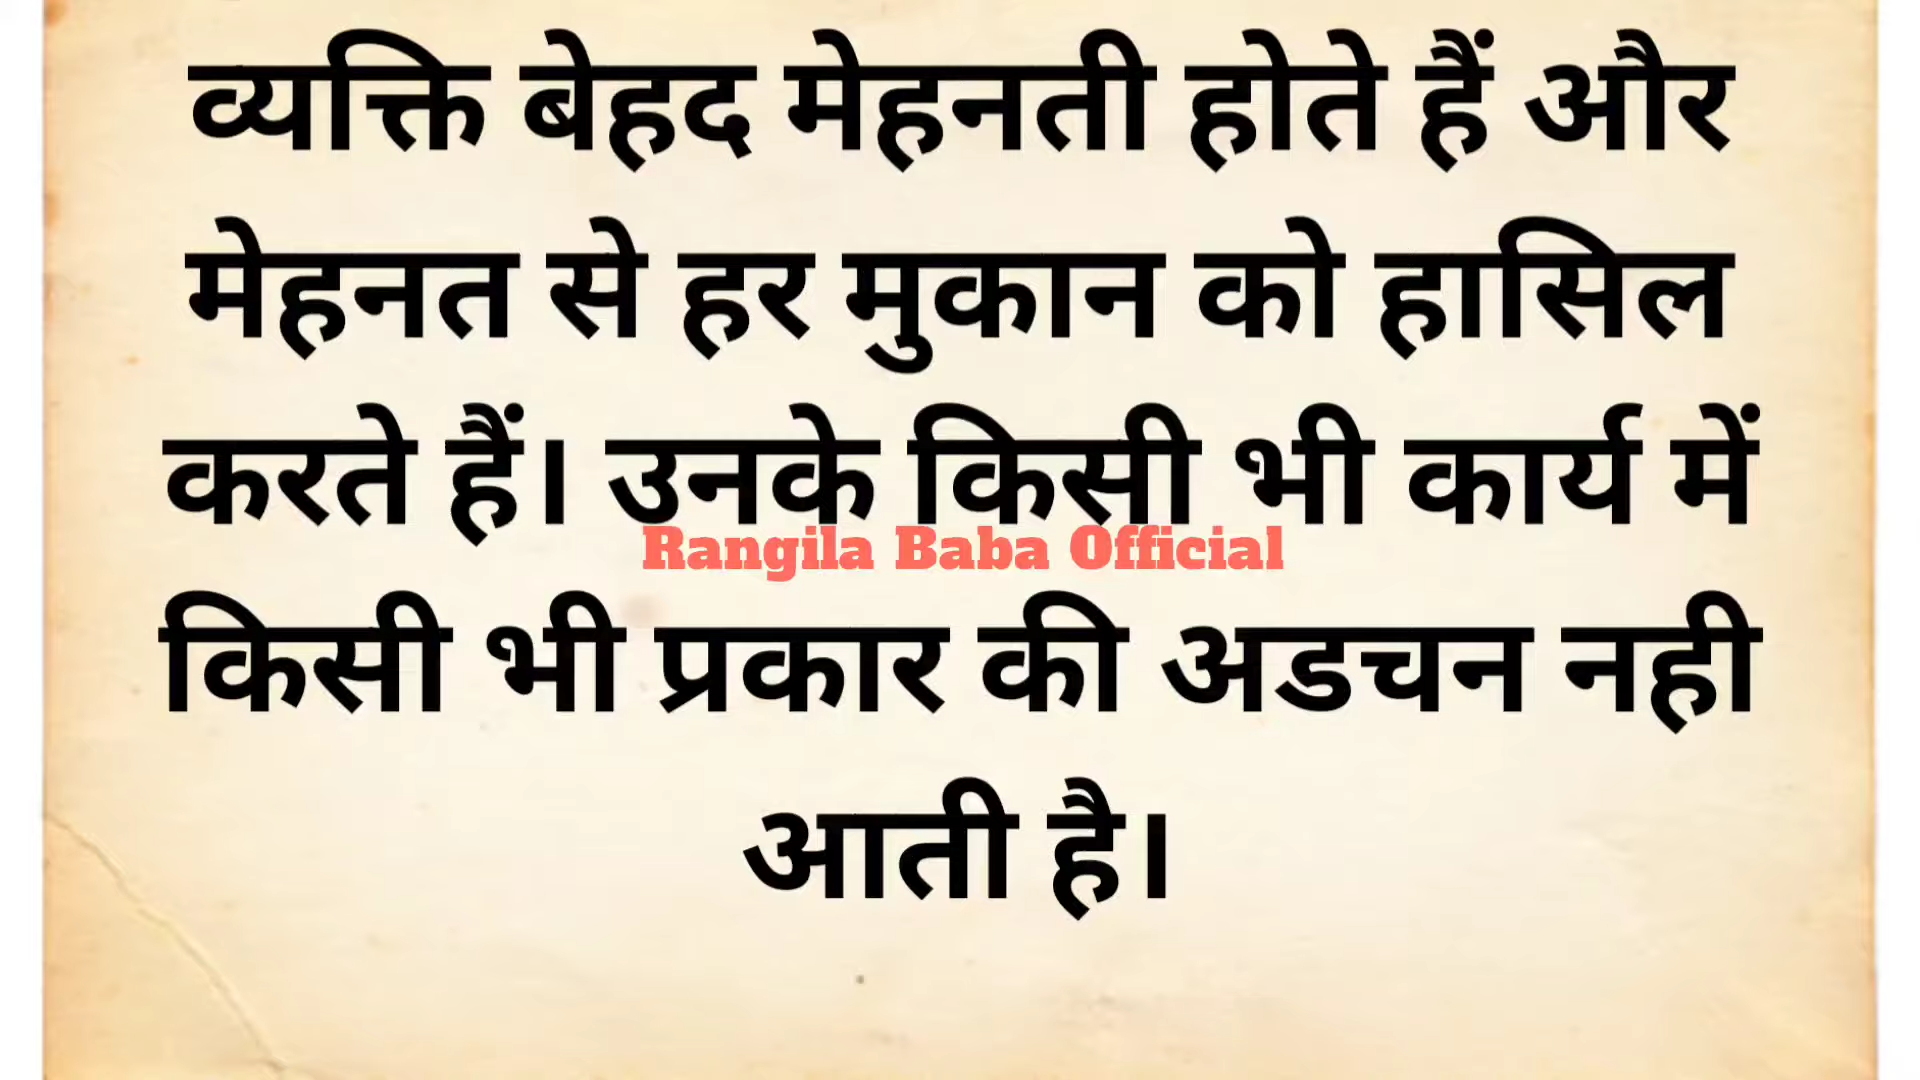 व्यक्ति बेहद मेहनती होते हैं और
मेहनत से हर मुकान को हासिल
करते हैं। उनके किसी भी कार्य में
Rangila Baba Official
किसी भी प्रकार की अडचन नही
आती है।